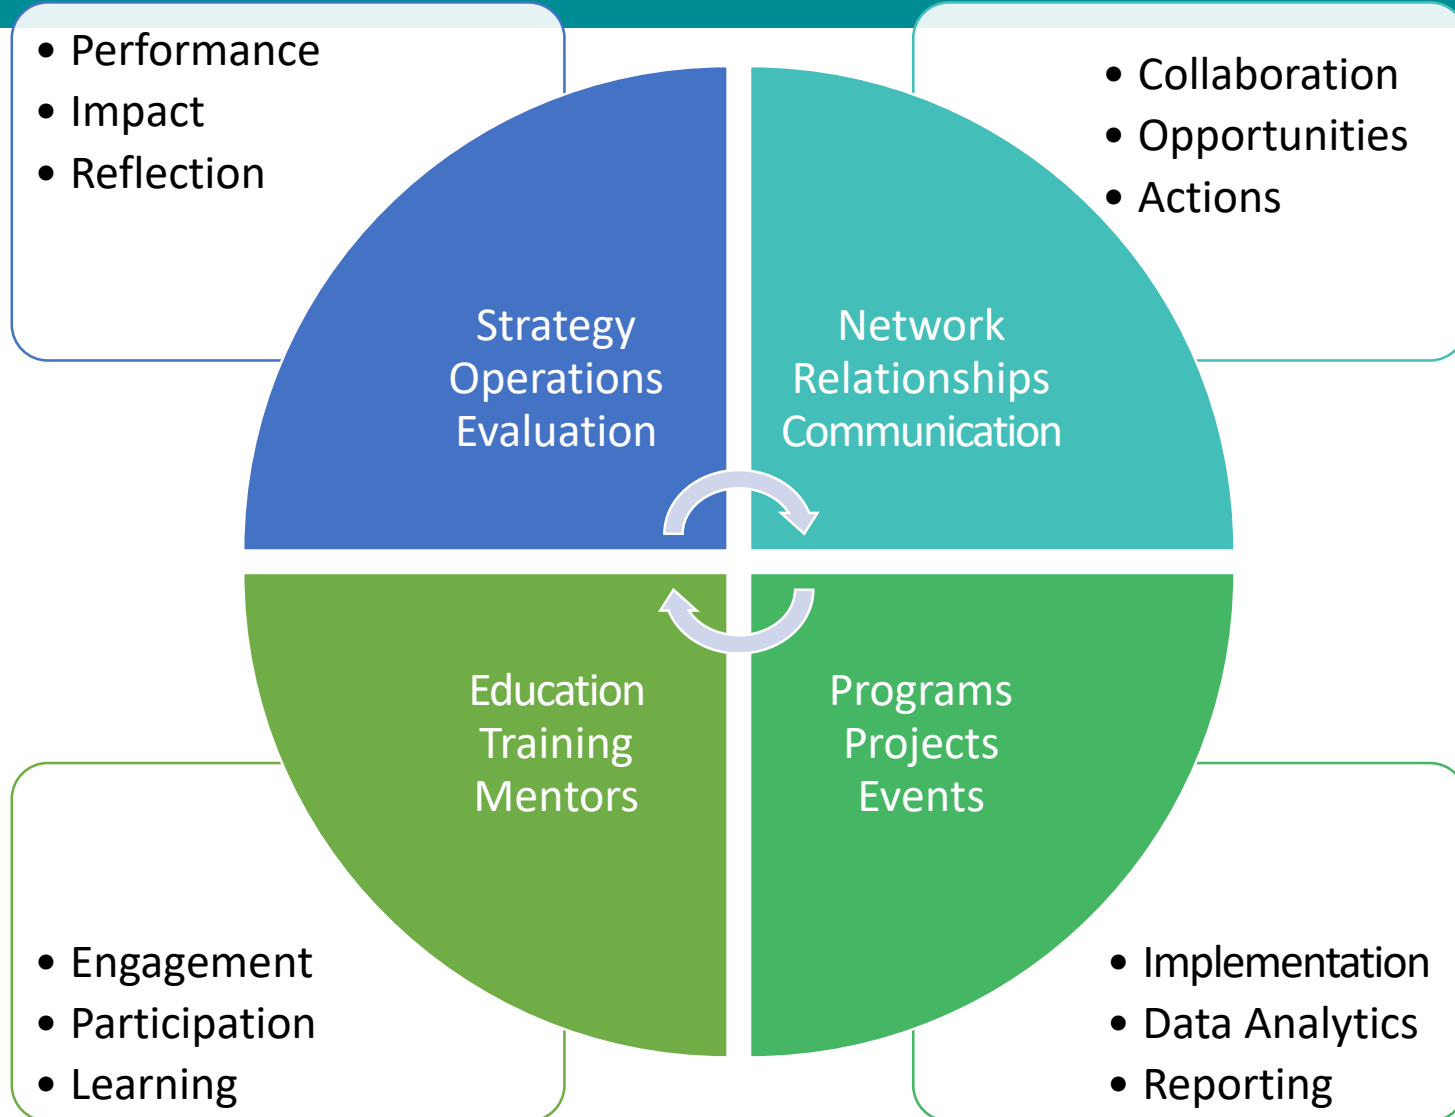 • Performance
• Impact
• Reflection
• Collaboration
• Opportunities
• Actions
Strategy
Operations
Evaluation
Network
Relationships
Communication
Education
Training
Mentors
Programs
Projects
Events
• Engagement
• Participation
• Learning
• Implementation
• Data Analytics
• Reporting